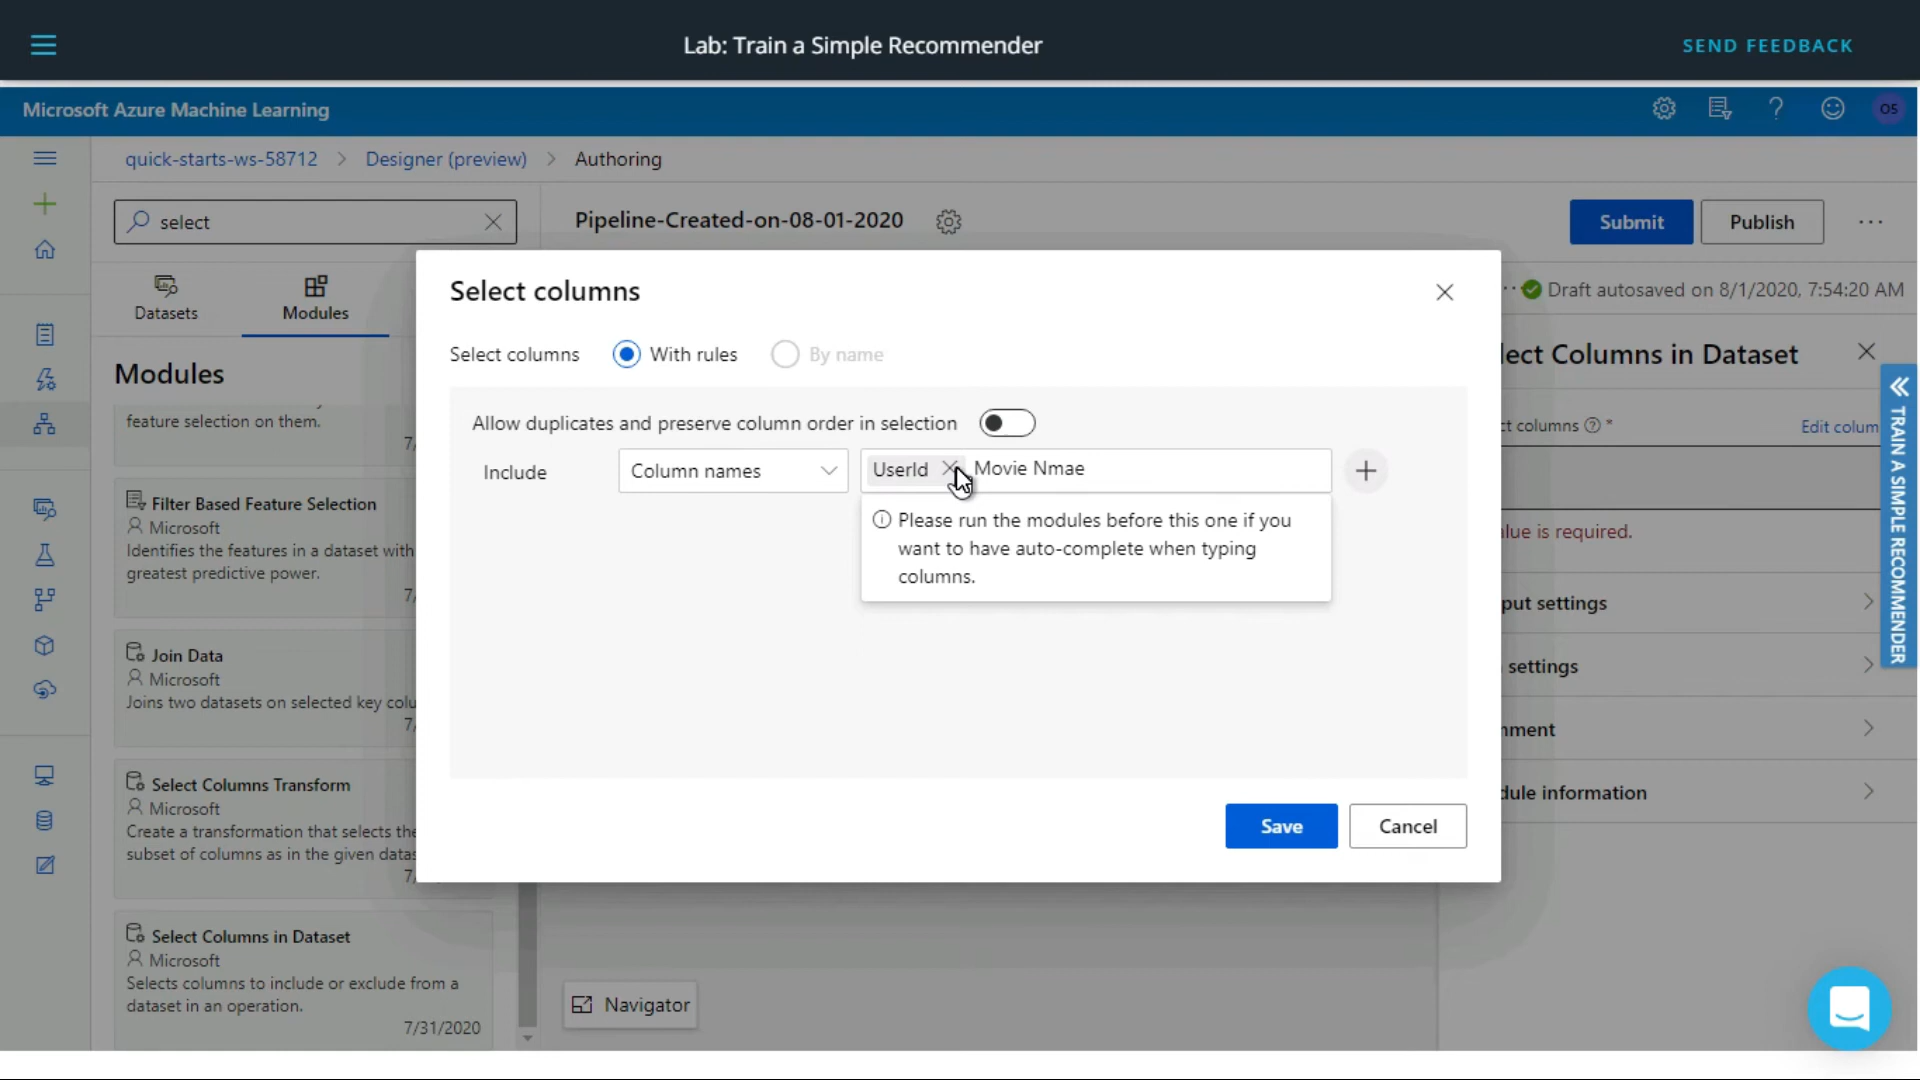 Lab: Train a Simple Recommender
SEND FEEDBACK
Microsoft Azure Machine Learning
OS
quick-starts-ws-58712 > Designer (preview) > Authoring
select
Pipeline-Created-on-08-01-2020
Submit
Publish
Datasets
Modules
Draft autosaved on 8/1/2020, 7:54:20 AM
Modules
feature selection on them.
7/
Filter Based Feature Selection
Microsoft
Identifies the features in a dataset with
greatest predictive power.
7/
Join Data
Microsoft
Joins two datasets on selected key colu
7/
Select Columns Transform
Microsoft
Create a transformation that selects the
subset of columns as in the given datas
7/
Select Columns in Dataset
Microsoft
Selects columns to include or exclude from a
dataset in an operation.
7/31/2020
Select columns
Select columns
With rules
By name
Allow duplicates and preserve column order in selection
Include
Column names
UserId
Movie Nmae
Please run the modules before this one if you
want to have auto-complete when typing
columns.
Save
Cancel
Navigator
lect Columns in Dataset
ct columns *
Edit colum
lue is required.
put settings
settings
nment
dule information
TRAIN A SIMPLE RECOMMENDER